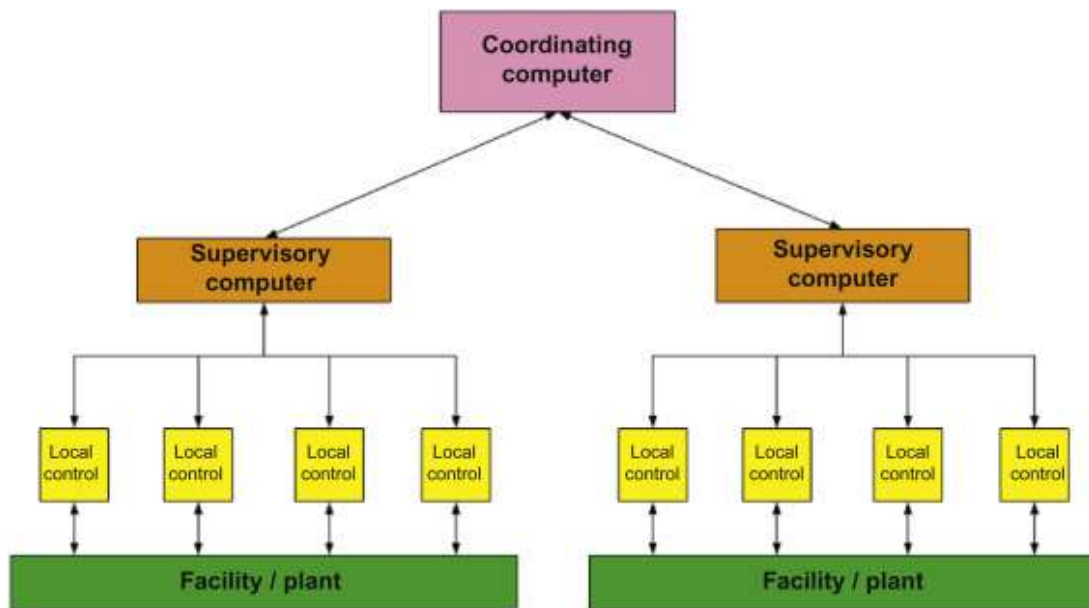 Coordinating
computer
Supervisory
computer
Supervisory
computer
Local
control
Local
control
Local
control
Local
control
Local
control
Local
control
Local
control
Local
control
Facility / plant
Facility / plant